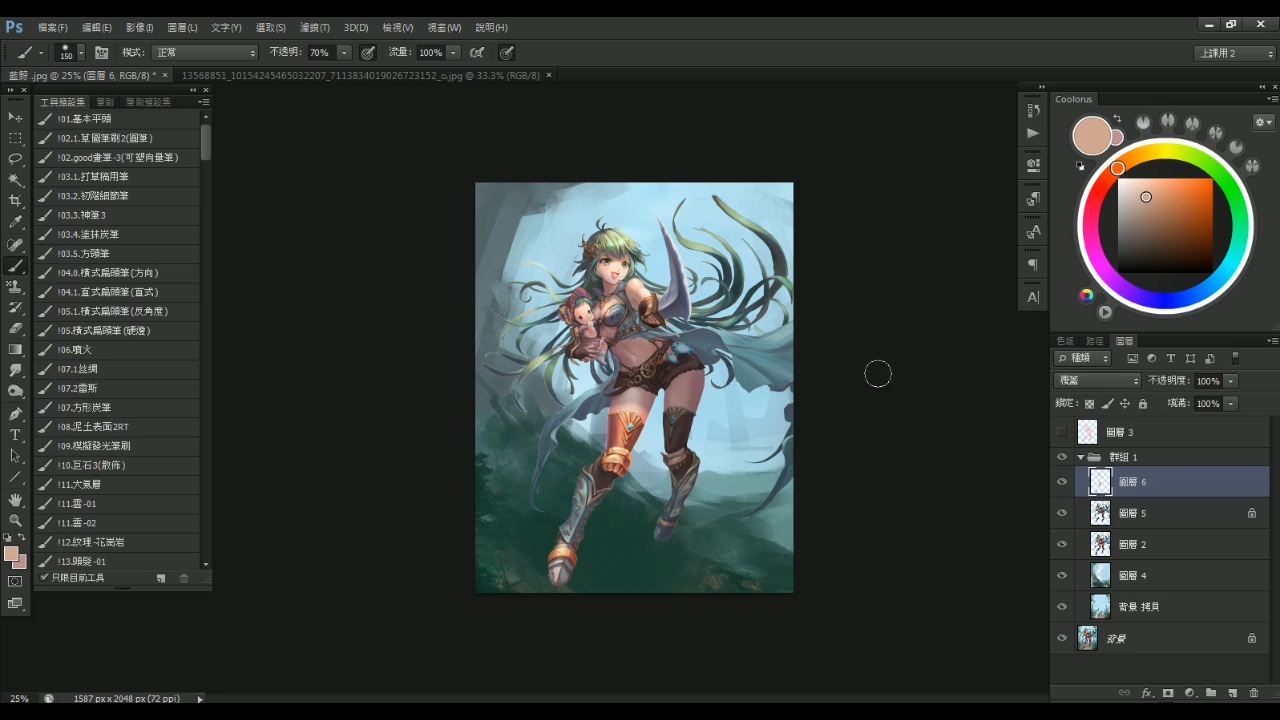 Ps 檔案(F) 編輯(E) 影像(I) 圖層(L) 文字(Y) 選取(S) 濾鏡(T) 3D(D) 檢視(V) 視窗(W) 說明(H)
150 模式: 正常 不透明: 70% 流量: 100% 上課用 2
藍鯨 .jpg @ 25% (圖層 6, RGB/8) * × 13568851_10154245465032207_7113834019026723152_o.jpg @ 33.3% (RGB/8) ×
工具預設集 筆刷 筆刷預設集
!01.基本平頭
!02.1.草圖筆刷2(圓筆)
!02.good畫筆-3(可塑向量筆)
!03.1.打草稿用筆
!03.2.初階細節筆
!03.3.神筆3
!03.4.塗抹炭筆
!03.5.方頭筆
!04.0.橫式扁頭筆(方向)
!04.1.直式扁頭筆(直式)
!05.1.橫式扁頭筆(反角度)
!05.橫式扁頭筆(硬邊)
!06.噴火
!07.1絲綢
!07.2雷斯
!07.方形炭筆
!08.泥土表面2RT
!09.模擬發光筆刷
!10.巨石3(散佈)
!11.大氣層
!11.雲-01
!11.雲-02
!12.紋理-花崗岩
!13.頭髮-01
只限目前工具
Coolorus
色版 路徑 圖層
種類
覆蓋 不透明度: 100%
鎖定: 填滿: 100%
圖層 3
群組 1
圖層 6
圖層 5
圖層 2
圖層 4
背景 拷貝
背景
25% 1587 px x 2048 px (72 ppi)